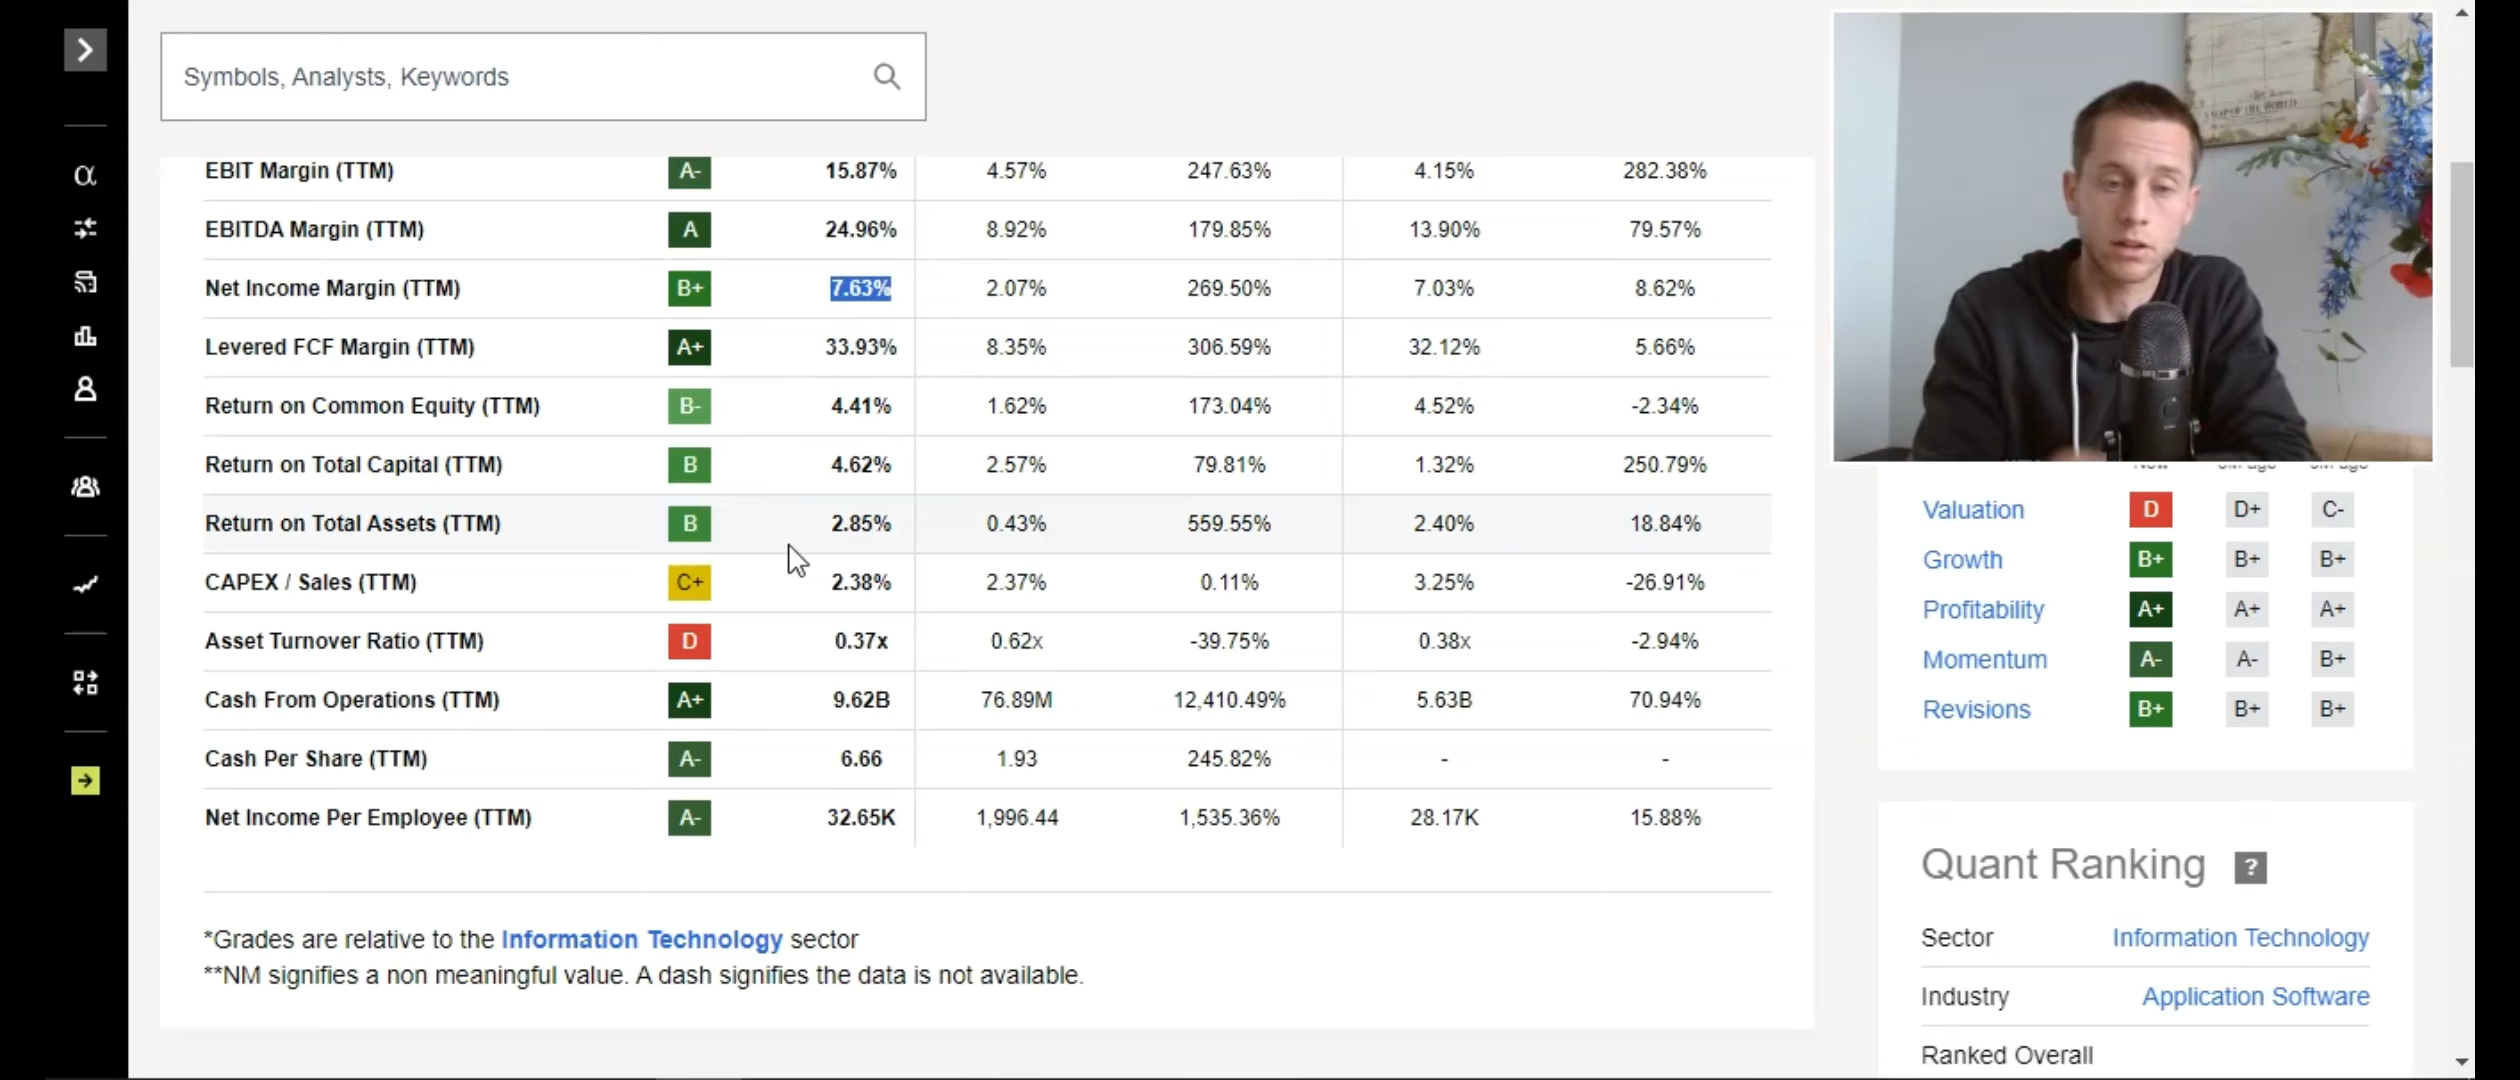 Symbols, Analysts, Keywords
EBIT Margin (TTM) A- 15.87% 4.57% 247.63% 4.15% 282.38%
EBITDA Margin (TTM) A 24.96% 8.92% 179.85% 13.90% 79.57%
Net Income Margin (TTM) B+ 7.63% 2.07% 269.50% 7.03% 8.62%
Levered FCF Margin (TTM) A+ 33.93% 8.35% 306.59% 32.12% 5.66%
Return on Common Equity (TTM) B- 4.41% 1.62% 173.04% 4.52% -2.34%
Return on Total Capital (TTM) B 4.62% 2.57% 79.81% 1.32% 250.79%
Return on Total Assets (TTM) B 2.85% 0.43% 559.55% 2.40% 18.84%
CAPEX / Sales (TTM) C+ 2.38% 2.37% 0.11% 3.25% -26.91%
Asset Turnover Ratio (TTM) D 0.37x 0.62x -39.75% 0.38x -2.94%
Cash From Operations (TTM) A+ 9.62B 76.89M 12,410.49% 5.63B 70.94%
Cash Per Share (TTM) A- 6.66 1.93 245.82% - -
Net Income Per Employee (TTM) A- 32.65K 1,996.44 1,535.36% 28.17K 15.88%
*Grades are relative to the Information Technology sector
**NM signifies a non meaningful value. A dash signifies the data is not available.
Valuation D D+ C-
Growth B+ B+ B+
Profitability A+ A+ A+
Momentum A- A- B+
Revisions B+ B+ B+
Quant Ranking ?
Sector Information Technology
Industry Application Software
Ranked Overall